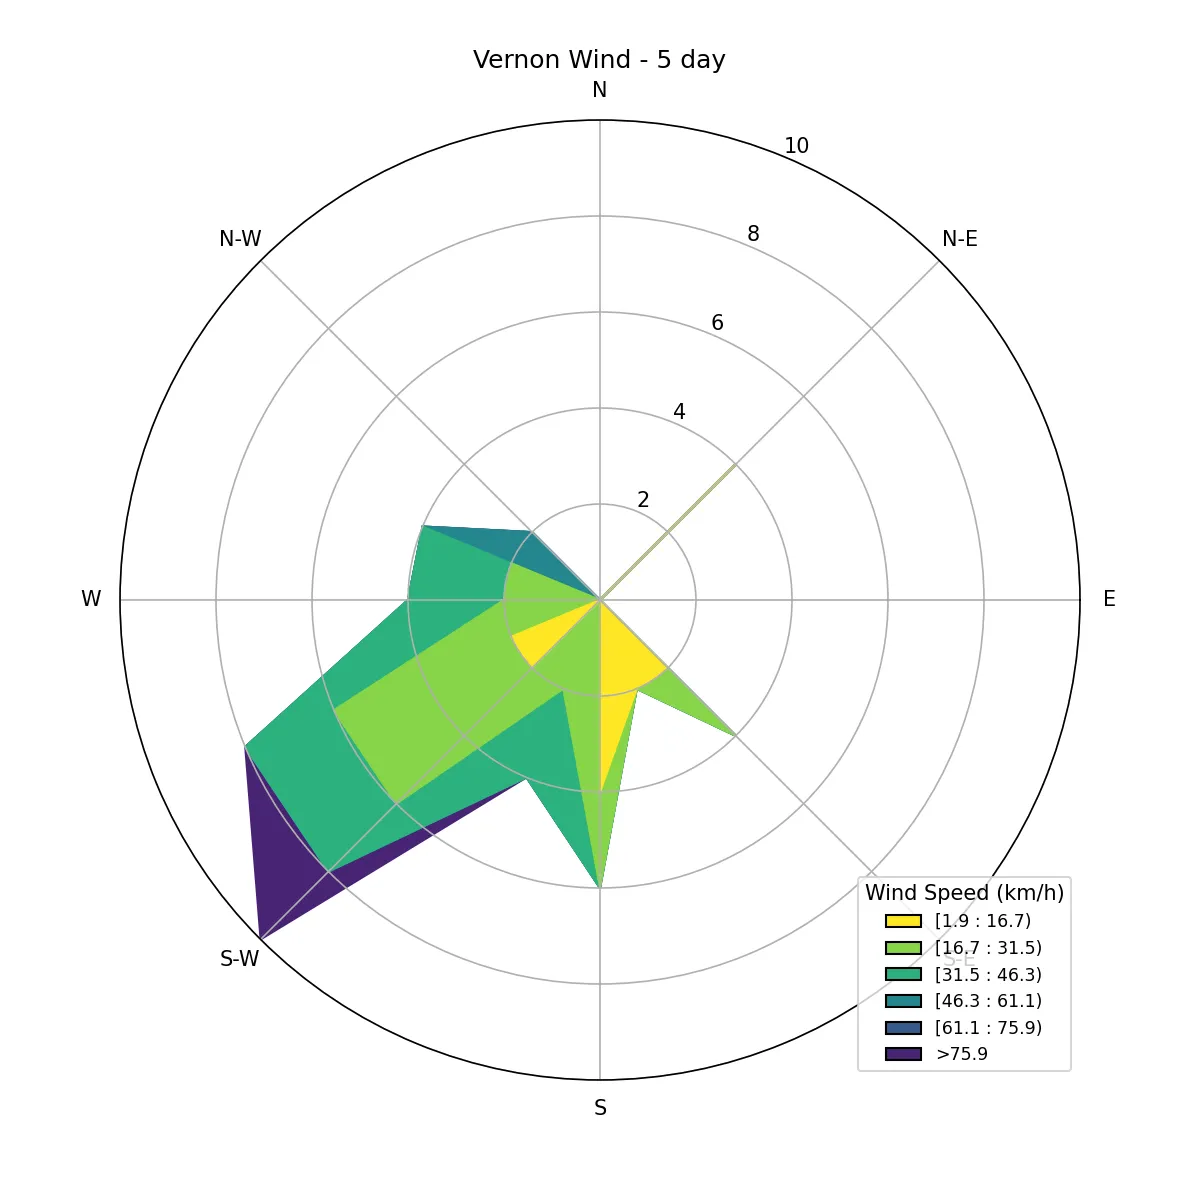 Vernon Wind - 5 day
N
10
N-W
8
N-E
6
4
2
W
E
Wind Speed (km/h)
[1.9 : 16.7)
[16.7 : 31.5)
S-W
S-E
[31.5 : 46.3)
[46.3 : 61.1)
[61.1 : 75.9)
>75.9
S